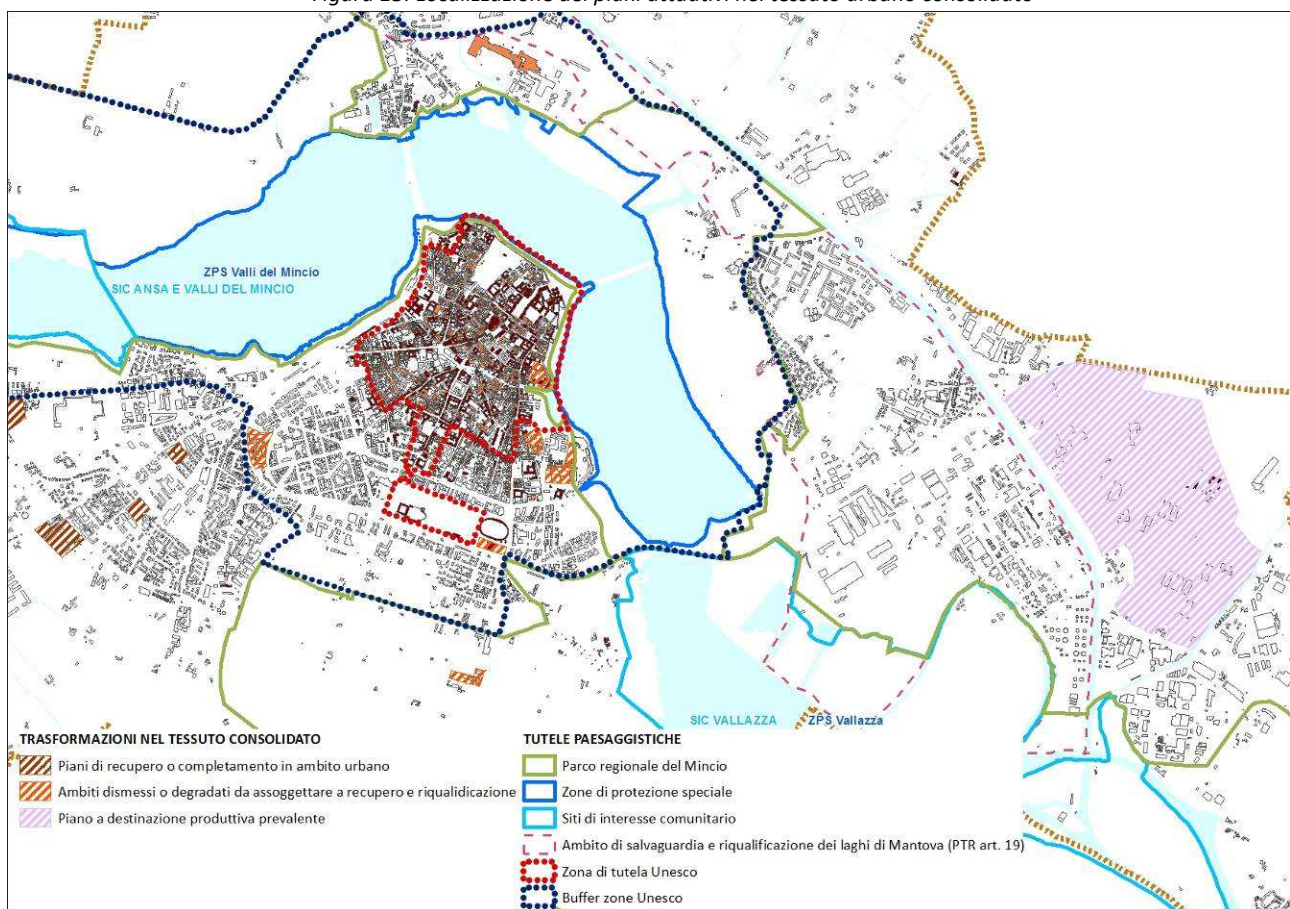 ZPS Valli del Mincio
SIC ANSA E VALLI DEL MINCIO
SIC VALLAZZA
ZPS Vallazza
TRASFORMAZIONI NEL TESSUTO CONSOLIDATO
Piani di recupero o completamento in ambito urbano
Ambiti dismessi o degradati da assoggettare a recupero e riqualidicazione
Piano a destinazione produttiva prevalente
TUTELE PAESAGGISTICHE
Parco regionale del Mincio
Zone di protezione speciale
Siti di interesse comunitario
Ambito di salvaguardia e riqualificazione dei laghi di Mantova (PTR art. 19)
Zona di tutela Unesco
Buffer zone Unesco